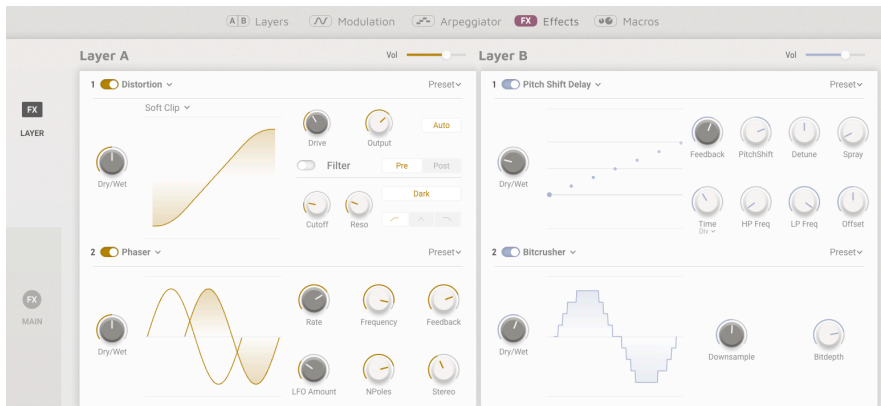 A B Layers Modulation Arpeggiator FX Effects Macros
Layer A Vol Layer B Vol
1 Distortion Preset
Soft Clip
Drive Output Auto
Filter Pre Post
Dry/Wet
Dark
Cutoff Reso
2 Phaser Preset
Rate Frequency Feedback
Dry/Wet
LFO Amount NPoles Stereo
1 Pitch Shift Delay Preset
Feedback PitchShift Detune Spray
Dry/Wet
Time HP Freq LP Freq Offset
Div
2 Bitcrusher Preset
Dry/Wet Downsample Bitdepth
FX
LAYER
FX
MAIN